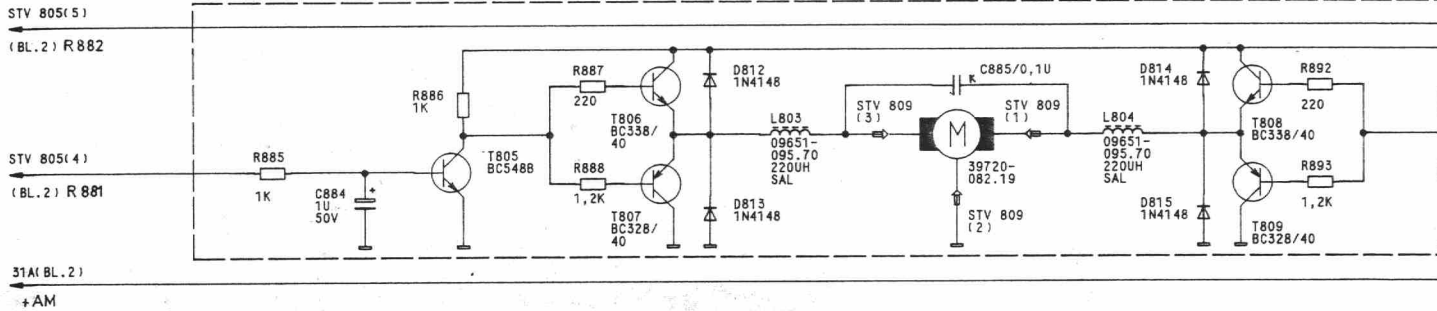 STV 805(5)
(BL.2) R882
R886
1K
R887
220
T806
BC338/
40
D812
1N4148
C885/0,1U
K
D814
1N4148
R892
220
T808
BC338/40
L803
09651-
095.70
220UH
SAL
STV 809
(3)
M
STV 809
(1)
L804
09651-
095.70
220UH
SAL
39720-
082.19
STV 809
(2)
STV 805(4)
(BL.2) R881
R885
1K
C884
1U
50V
+
T805
BC548B
R888
1,2K
T807
BC328/
40
D813
1N4148
D815
1N4148
R893
1,2K
T809
BC328/40
31A(BL.2)
+AM